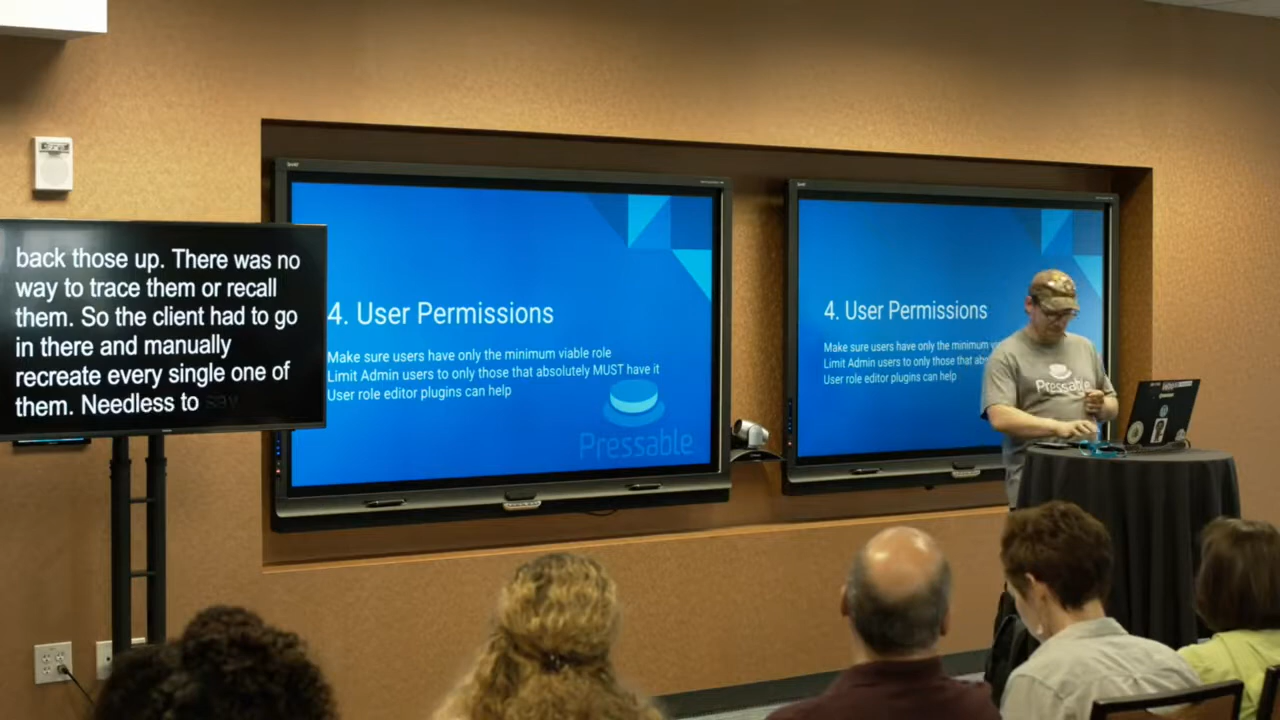 back those up. There was no
way to trace them or recall
them. So the client had to go
in there and manually
recreate every single one of
them. Needless to say
4. User Permissions
Make sure users have only the minimum viable role
Limit Admin users to only those that absolutely MUST have it
User role editor plugins can help
Pressable
4. User Permissions
Make sure users have only the minimum
Limit Admin users to only those that
User role editor plugins can help
Pressable